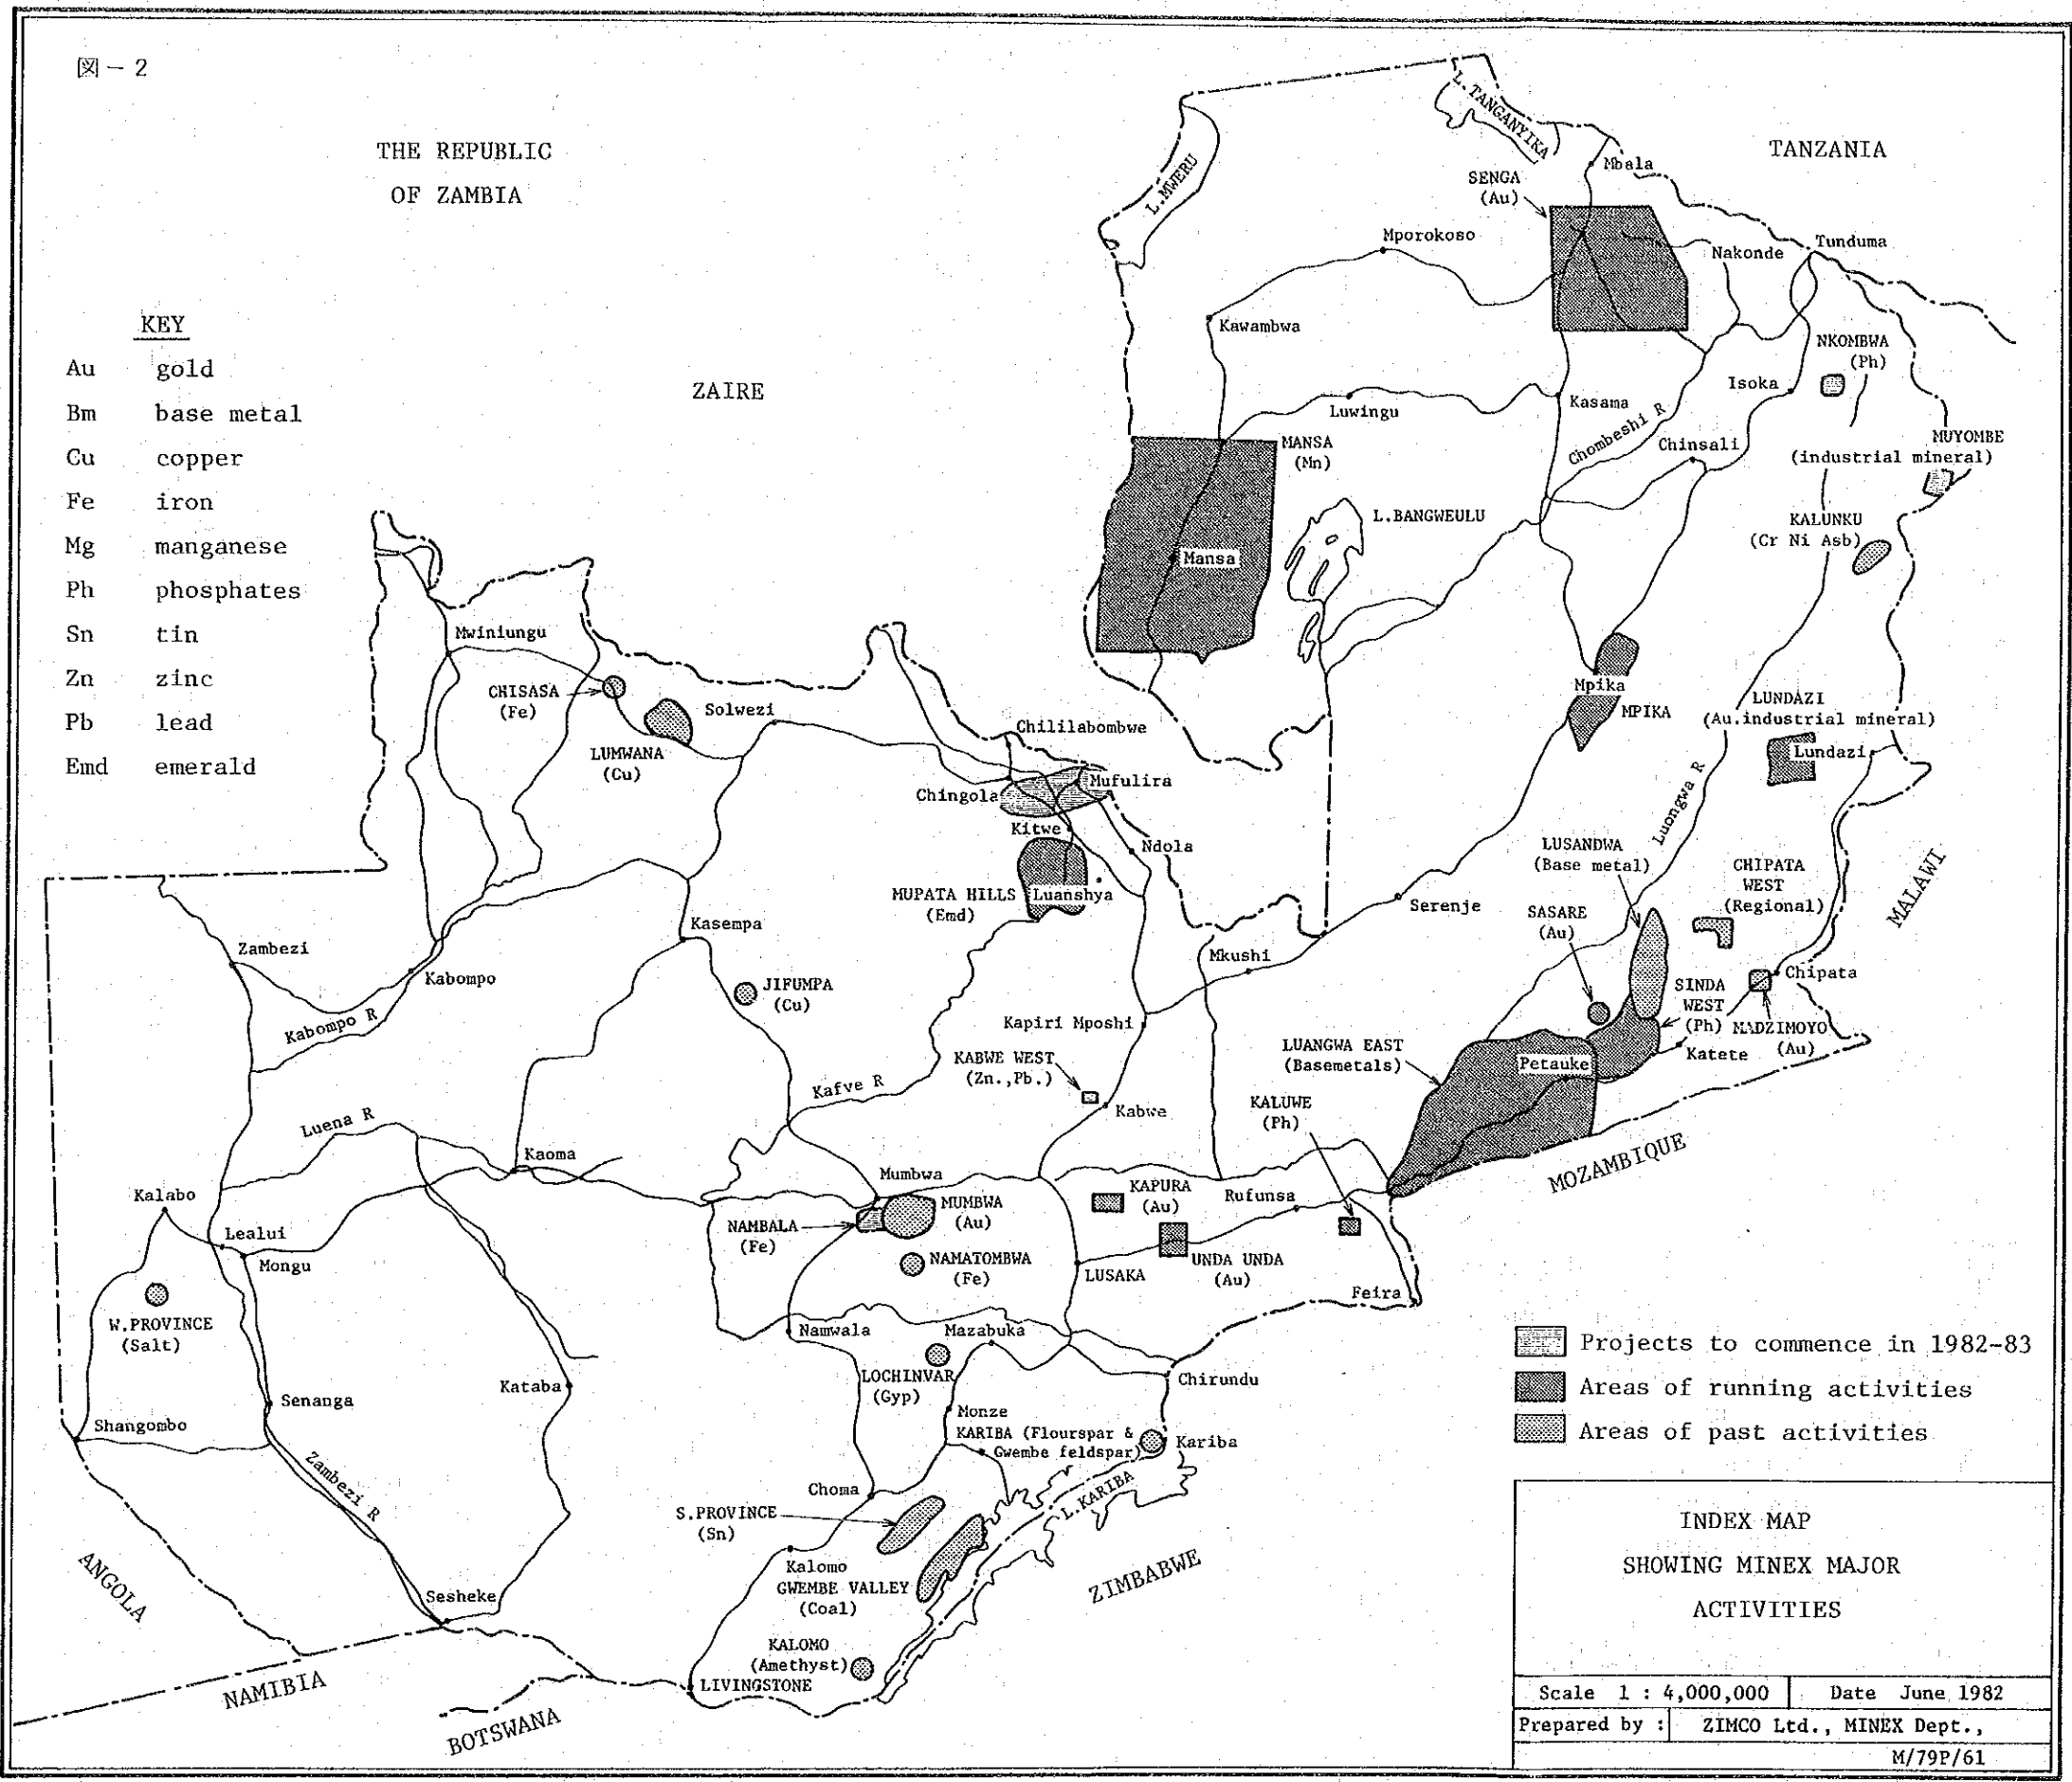 図-2
THE REPUBLIC
OF ZAMBIA
KEY
Au gold
Bm base metal
Cu copper
Fe iron
Mg manganese
Ph phosphates
Sn tin
Zn zinc
Pb lead
Emd emerald
ZAIRE
TANZANIA
L.TANGANYIKA
L.MWERU
Mbala
SENGA
(Au)
Mporokoso
Nakonde
Tunduma
Kawambwa
NKOMBWA
(Ph)
Isoka
Luwingu
Kasama
Chombeshi R
Chinsali
MUYOMBE
(industrial mineral)
MANSA
(Mn)
L.BANGWEULU
KALUNKU
(Cr Ni Asb)
Mansa
Mwiniungu
CHISASA
(Fe)
Solwezi
LUMWANA
(Cu)
Chililabombwe
Mpika
MPIKA
LUNDAZI
(Au.industrial mineral)
Lundazi
Chingola
Mufulira
Kitwe
Ndola
Luongwa R
LUSANDWA
(Base metal)
CHIPATA
WEST
(Regional)
MALAWI
MUPATA HILLS
(Emd)
Luanshya
Serenje
SASARE
(Au)
Kasempa
Zambezi
Kabompo
Mkushi
Chipata
JIFUMPA
(Cu)
SINDA
WEST
(Ph)
MADZIMOYO
(Au)
Kabompo R
Kapiri Mposhi
LUANGWA EAST
(Basemetals)
Petauke
Katete
KABWE WEST
(Zn.,Pb.)
Kafve R
Kabwe
KALUWE
(Ph)
Luena R
Kaoma
MOZAMBIQUE
Mumbwa
Kalabo
MUMBWA
(Au)
KAPURA
(Au)
Rufunsa
NAMBALA
(Fe)
Lealui
Mongu
NAMATOMBWA
(Fe)
LUSAKA
UNDA UNDA
(Au)
Feira
W.PROVINCE
(Salt)
Namwala
Mazabuka
LOCHINVAR
(Gyp)
Chirundu
Kataba
Senanga
Shangombo
Monze
KARIBA (Flourspar &
Gwembe feldspar)
Kariba
Zambezi R
Choma
L.KARIBA
S.PROVINCE
(Sn)
Kalomo
GWEMBE VALLEY
(Coal)
ZIMBABWE
ANGOLA
Sesheke
KALOMO
(Amethyst)
LIVINGSTONE
NAMIBIA
BOTSWANA
Projects to commence in 1982-83
Areas of running activities
Areas of past activities
INDEX MAP
SHOWING MINEX MAJOR
ACTIVITIES
Scale 1 : 4,000,000 Date June 1982
Prepared by : ZIMCO Ltd., MINEX Dept.,
M/79P/61